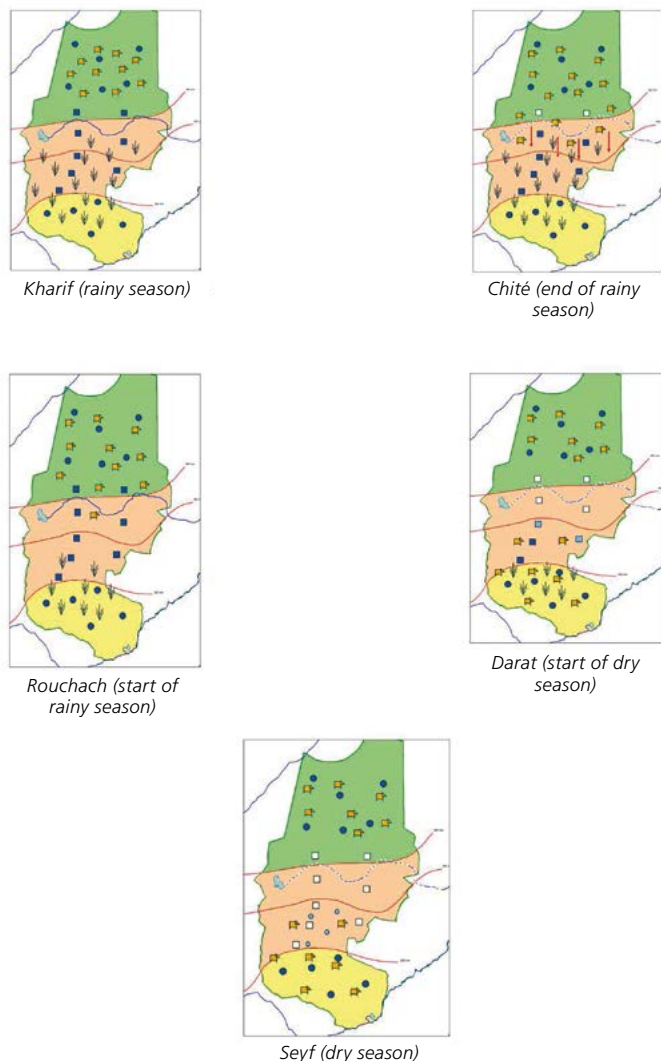 Kharif (rainy season)
Chité (end of rainy
season)
Rouchach (start of
rainy season)
Darat (start of dry
season)
Seyf (dry season)